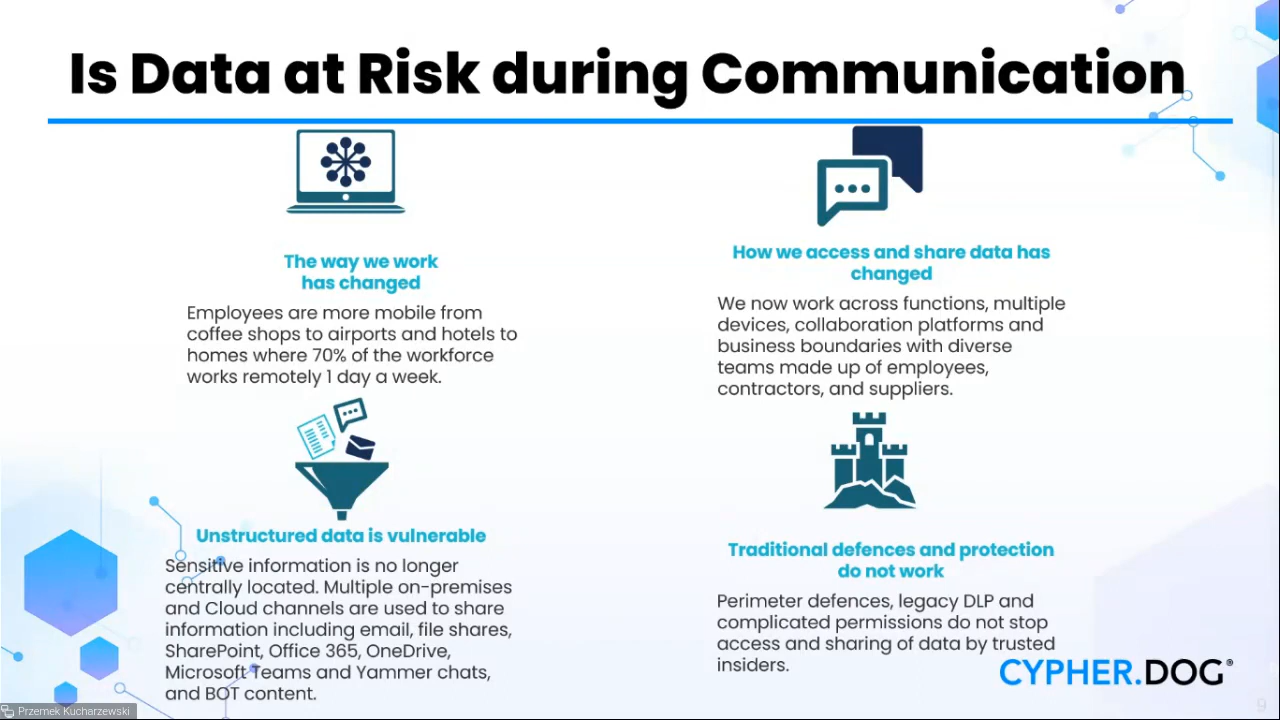 Is Data at Risk during Communication
The way we work
has changed
Employees are more mobile from
coffee shops to airports and hotels to
homes where 70% of the workforce
works remotely 1 day a week.
How we access and share data has
changed
We now work across functions, multiple
devices, collaboration platforms and
business boundaries with diverse
teams made up of employees,
contractors, and suppliers.
Unstructured data is vulnerable
Sensitive information is no longer
centrally located. Multiple on-premises
and Cloud channels are used to share
information including email, file shares,
SharePoint, Office 365, OneDrive,
Microsoft Teams and Yammer chats,
and BOT content.
Traditional defences and protection
do not work
Perimeter defences, legacy DLP and
complicated permissions do not stop
access and sharing of data by trusted
insiders.
CYPHER.DOG®
Przemek Kucharzewski
9